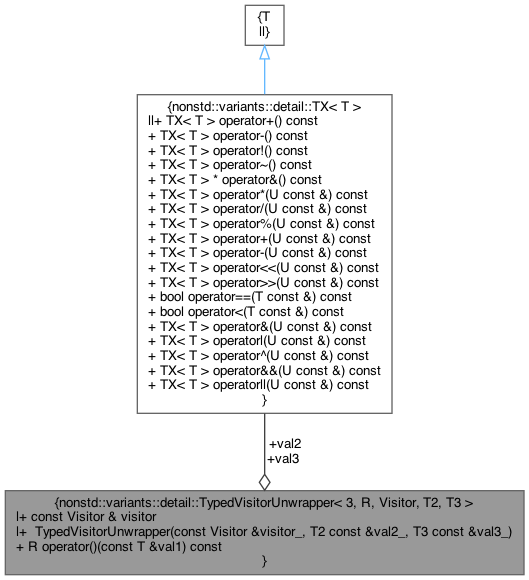 {T
||}
{nonstd::variants::detail::TX< T >
||+ TX< T > operator+() const
+ TX< T > operator-() const
+ TX< T > operator!() const
+ TX< T > operator~() const
+ TX< T > * operator&() const
+ TX< T > operator*(U const &) const
+ TX< T > operator/(U const &) const
+ TX< T > operator%(U const &) const
+ TX< T > operator+(U const &) const
+ TX< T > operator-(U const &) const
+ TX< T > operator<<(U const &) const
+ TX< T > operator>>(U const &) const
+ bool operator==(T const &) const
+ bool operator<(T const &) const
+ TX< T > operator&(U const &) const
+ TX< T > operator|(U const &) const
+ TX< T > operator^(U const &) const
+ TX< T > operator&&(U const &) const
+ TX< T > operator||(U const &) const
}
+val2
+val3
{nonstd::variants::detail::TypedVisitorUnwrapper< 3, R, Visitor, T2, T3 >
|+ const Visitor & visitor
|+ TypedVisitorUnwrapper(const Visitor &visitor_, T2 const &val2_, T3 const &val3_)
+ R operator()(const T &val1) const
}